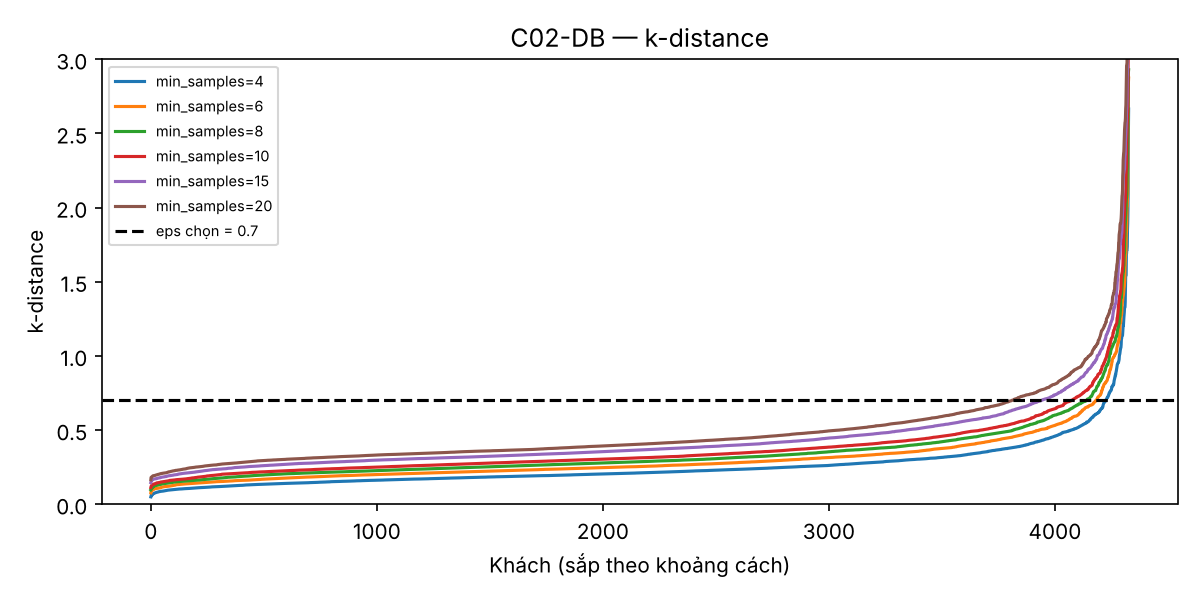 C02-DB — k-distance
3.0
2.5
2.0
1.5
1.0
0.5
0.0
k-distance
min_samples=4
min_samples=6
min_samples=8
min_samples=10
min_samples=15
min_samples=20
eps chọn = 0.7
0 1000 2000 3000 4000
Khách (sắp theo khoảng cách)